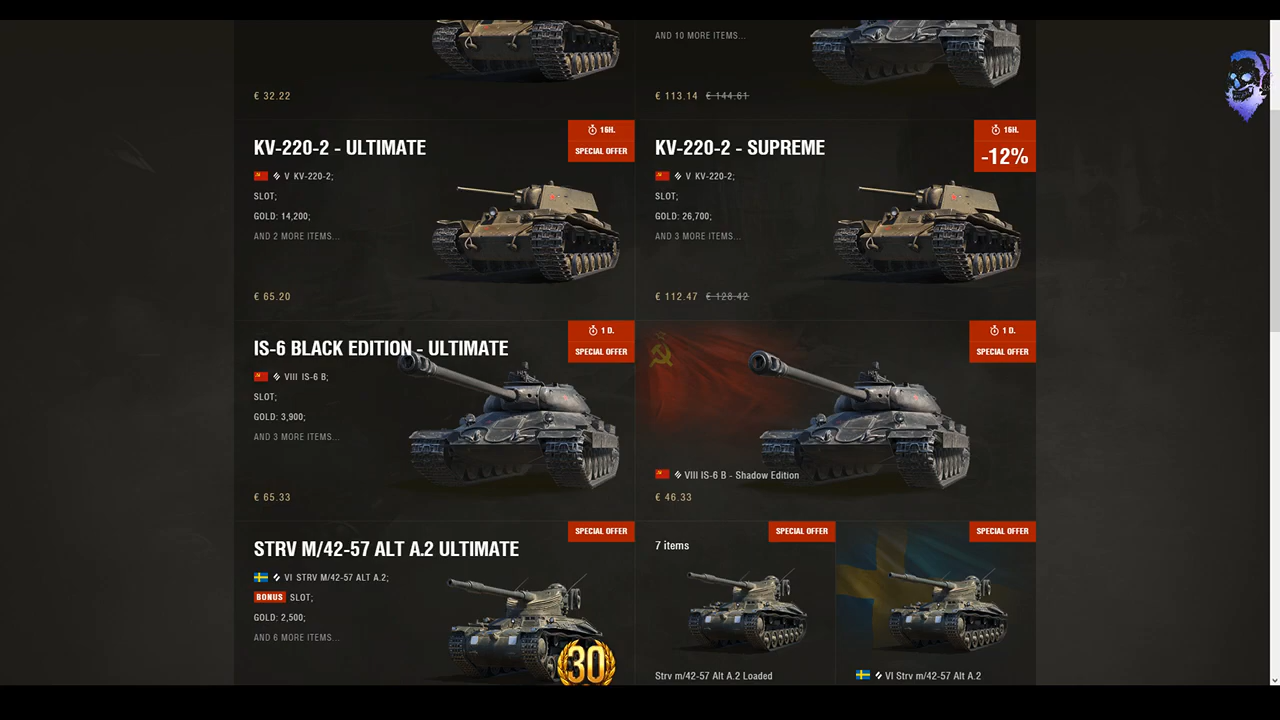 AND 10 MORE ITEMS...
€ 32.22
€ 113.14 € 144.61
KV-220-2 - ULTIMATE
16H.
SPECIAL OFFER
V KV-220-2;
SLOT;
GOLD: 14,200;
AND 2 MORE ITEMS...
€ 65.20
KV-220-2 - SUPREME
16H.
-12%
V KV-220-2;
SLOT;
GOLD: 26,700;
AND 3 MORE ITEMS...
€ 112.47 € 128.42
IS-6 BLACK EDITION - ULTIMATE
1 D.
SPECIAL OFFER
VIII IS-6 B;
SLOT;
GOLD: 3,900;
AND 3 MORE ITEMS...
€ 65.33
1 D.
SPECIAL OFFER
VIII IS-6 B - Shadow Edition
€ 46.33
STRV M/42-57 ALT A.2 ULTIMATE
SPECIAL OFFER
VI STRV M/42-57 ALT A.2;
BONUS SLOT;
GOLD: 2,500;
AND 6 MORE ITEMS...
30
7 items
SPECIAL OFFER
Strv m/42-57 Alt A.2 Loaded
SPECIAL OFFER
VI Strv m/42-57 Alt A.2